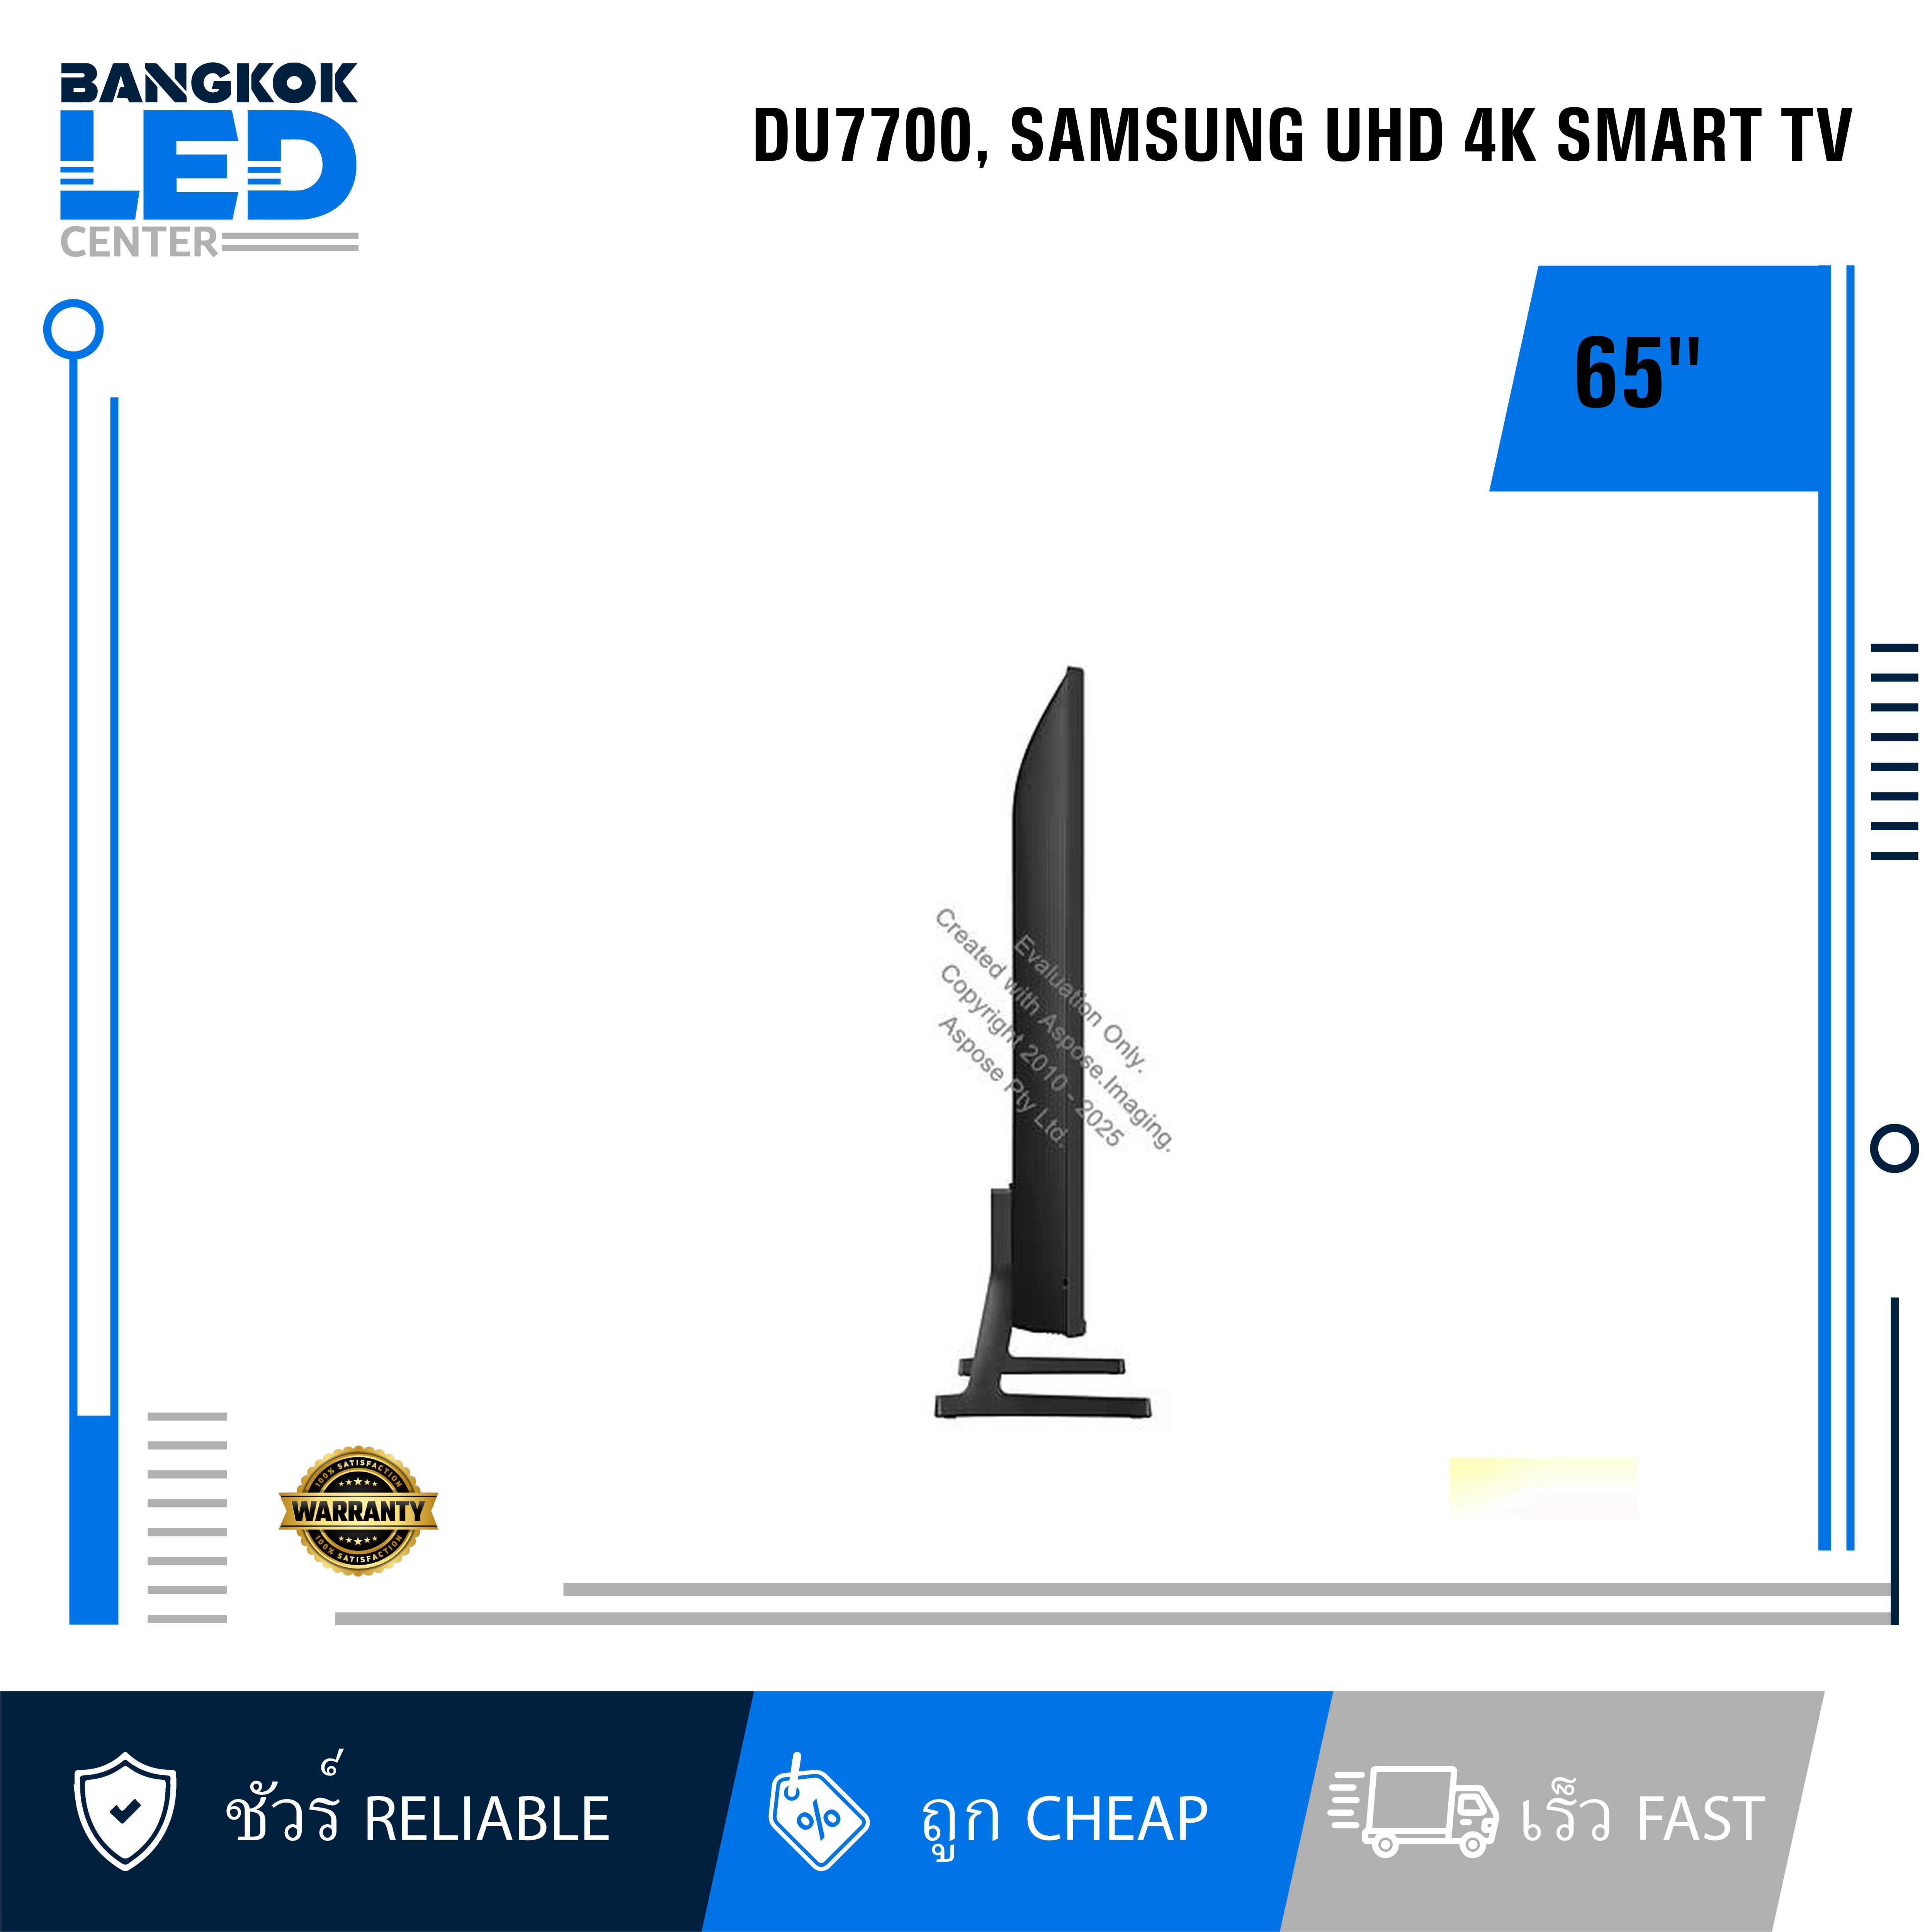 BANGKOK
LED
CENTER
DU7700, SAMSUNG UHD 4K SMART TV
65"
Evaluation Only.
Created with Aspose.Imaging.
Copyright 2010 - 2025
Aspose Pty Ltd.
100% SATISFACTION
WARRANTY
100% SATISFACTION
ชัวร์ RELIABLE
% ถูก CHEAP
เร็ว FAST